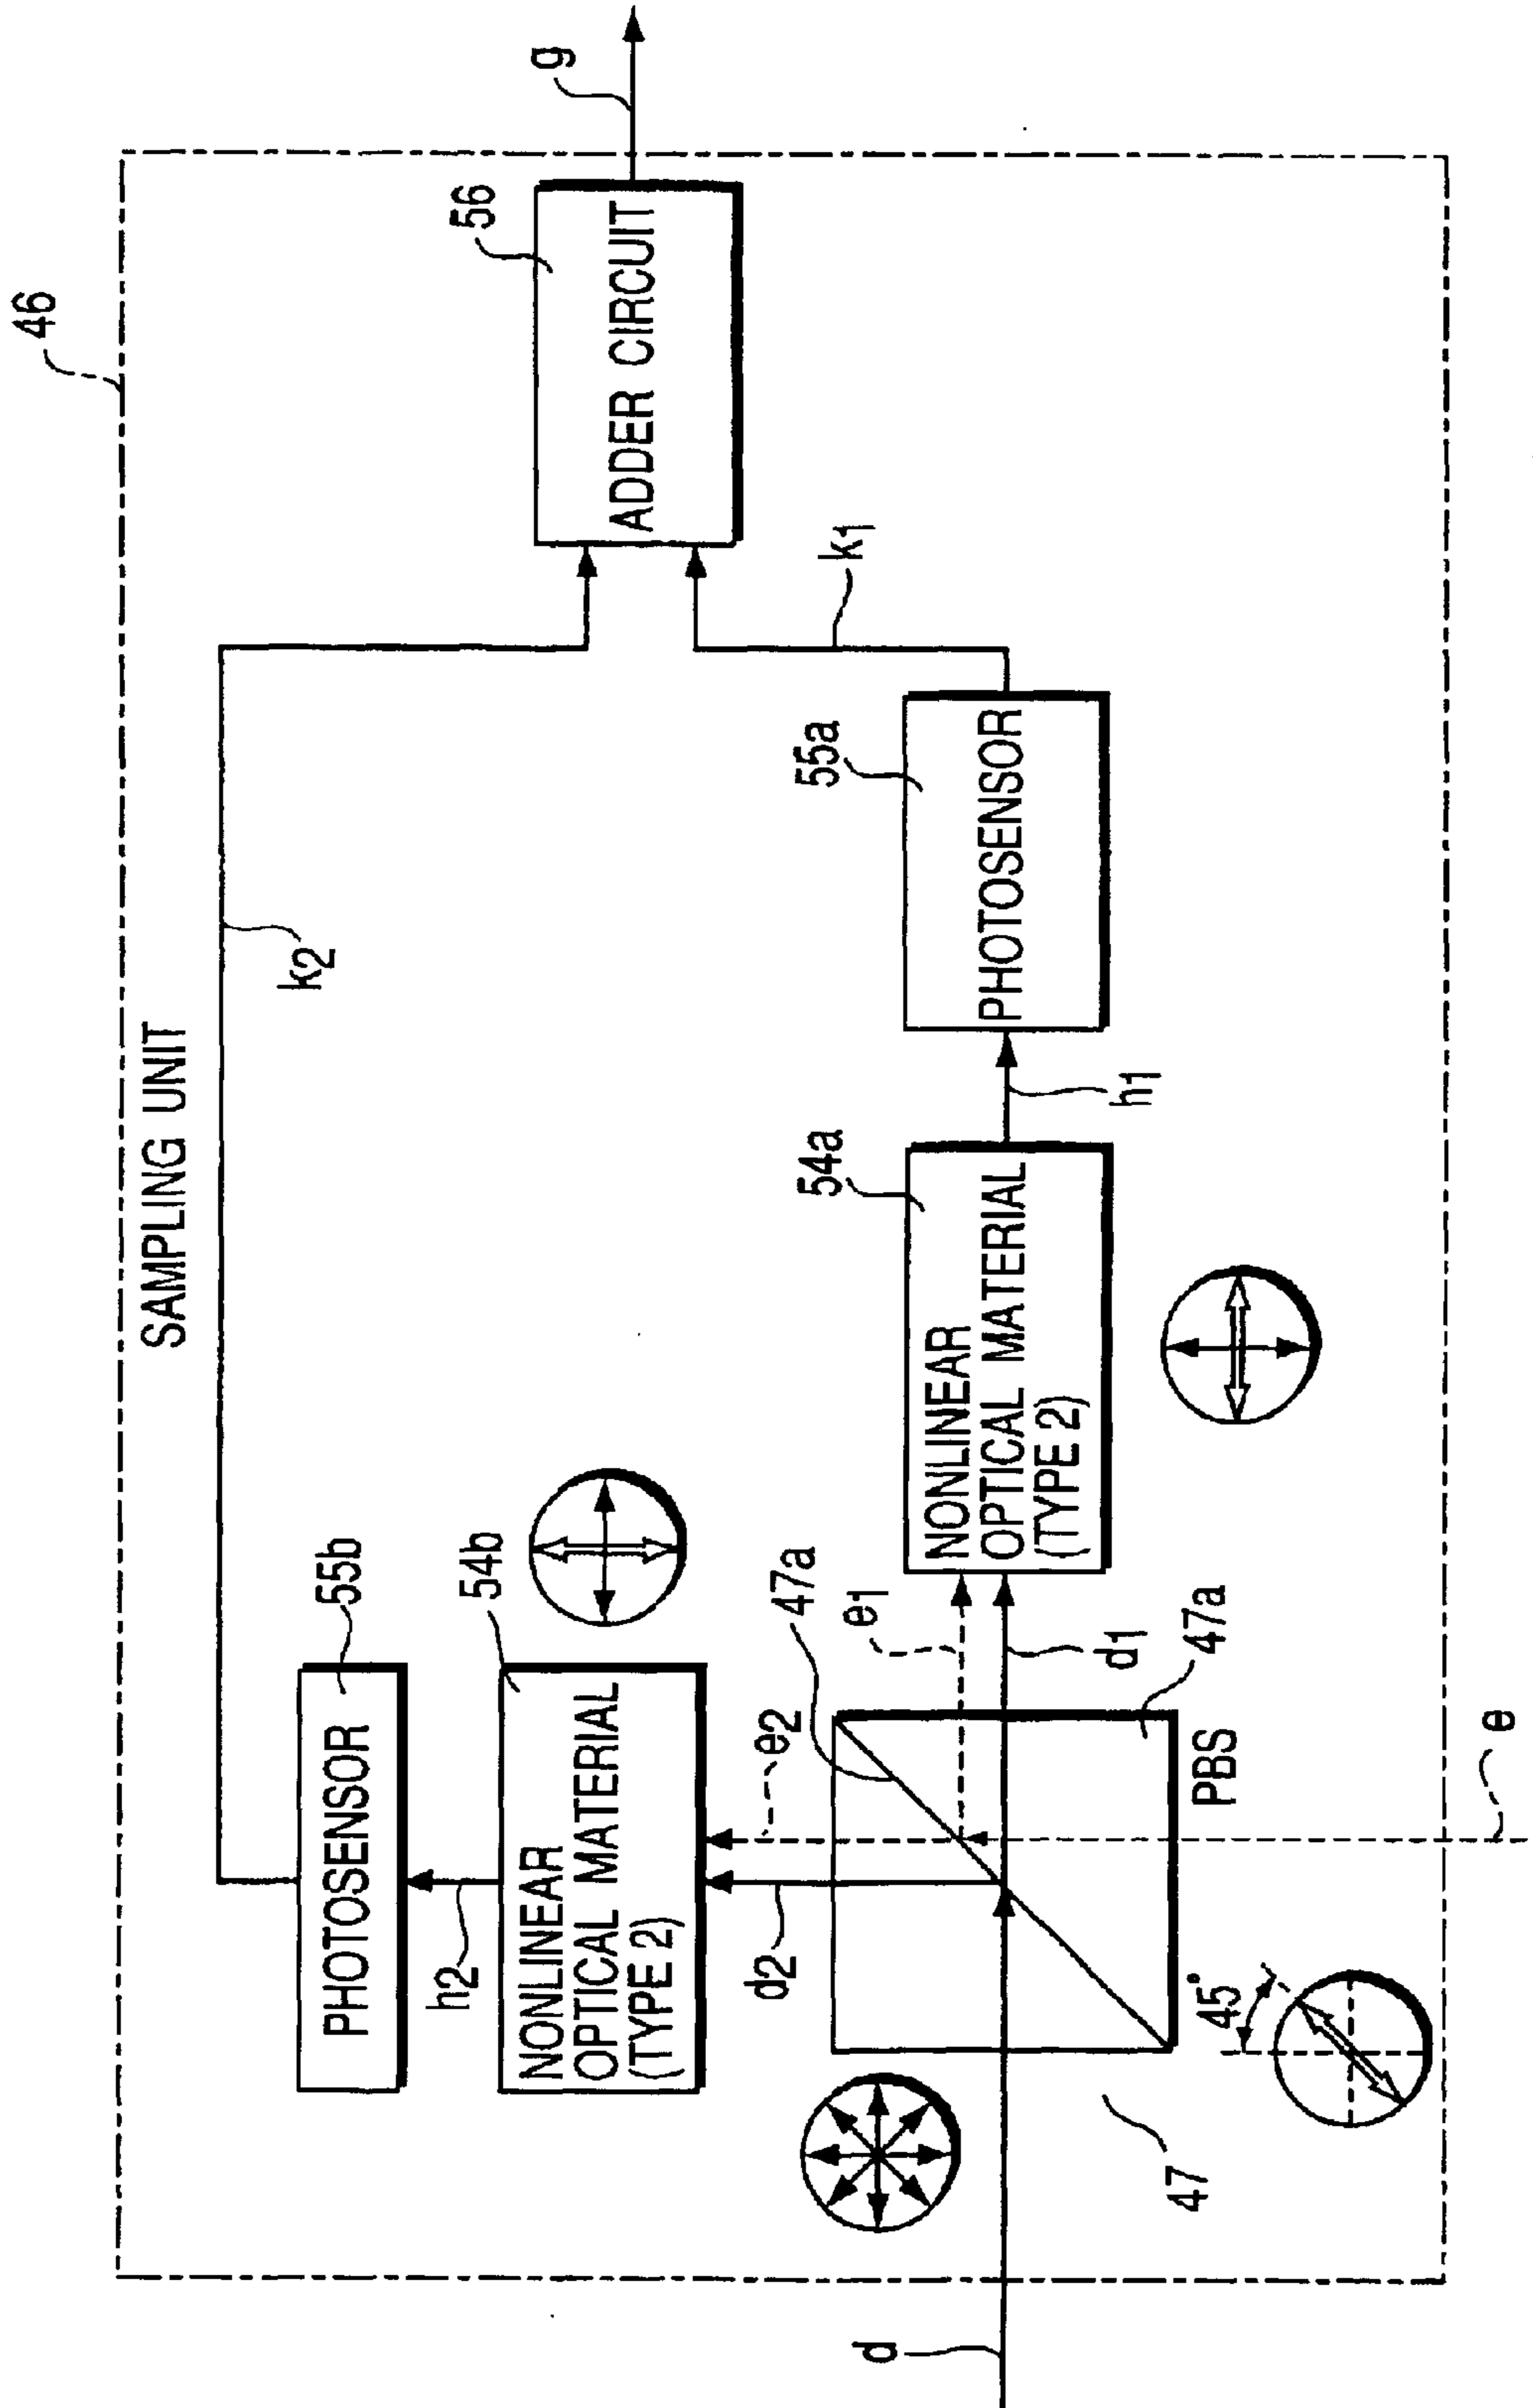 46
SAMPLING UNIT
g
56
ADDER CIRCUIT
k2
k1
55b
PHOTOSENSOR
h2
54b
NONLINEAR
OPTICAL MATERIAL
(TYPE 2)
55a
PHOTOSENSOR
h1
54a
NONLINEAR
OPTICAL MATERIAL
(TYPE 2)
e2
d2
47a
e1
d1
47a
PBS
45°
47
d
e